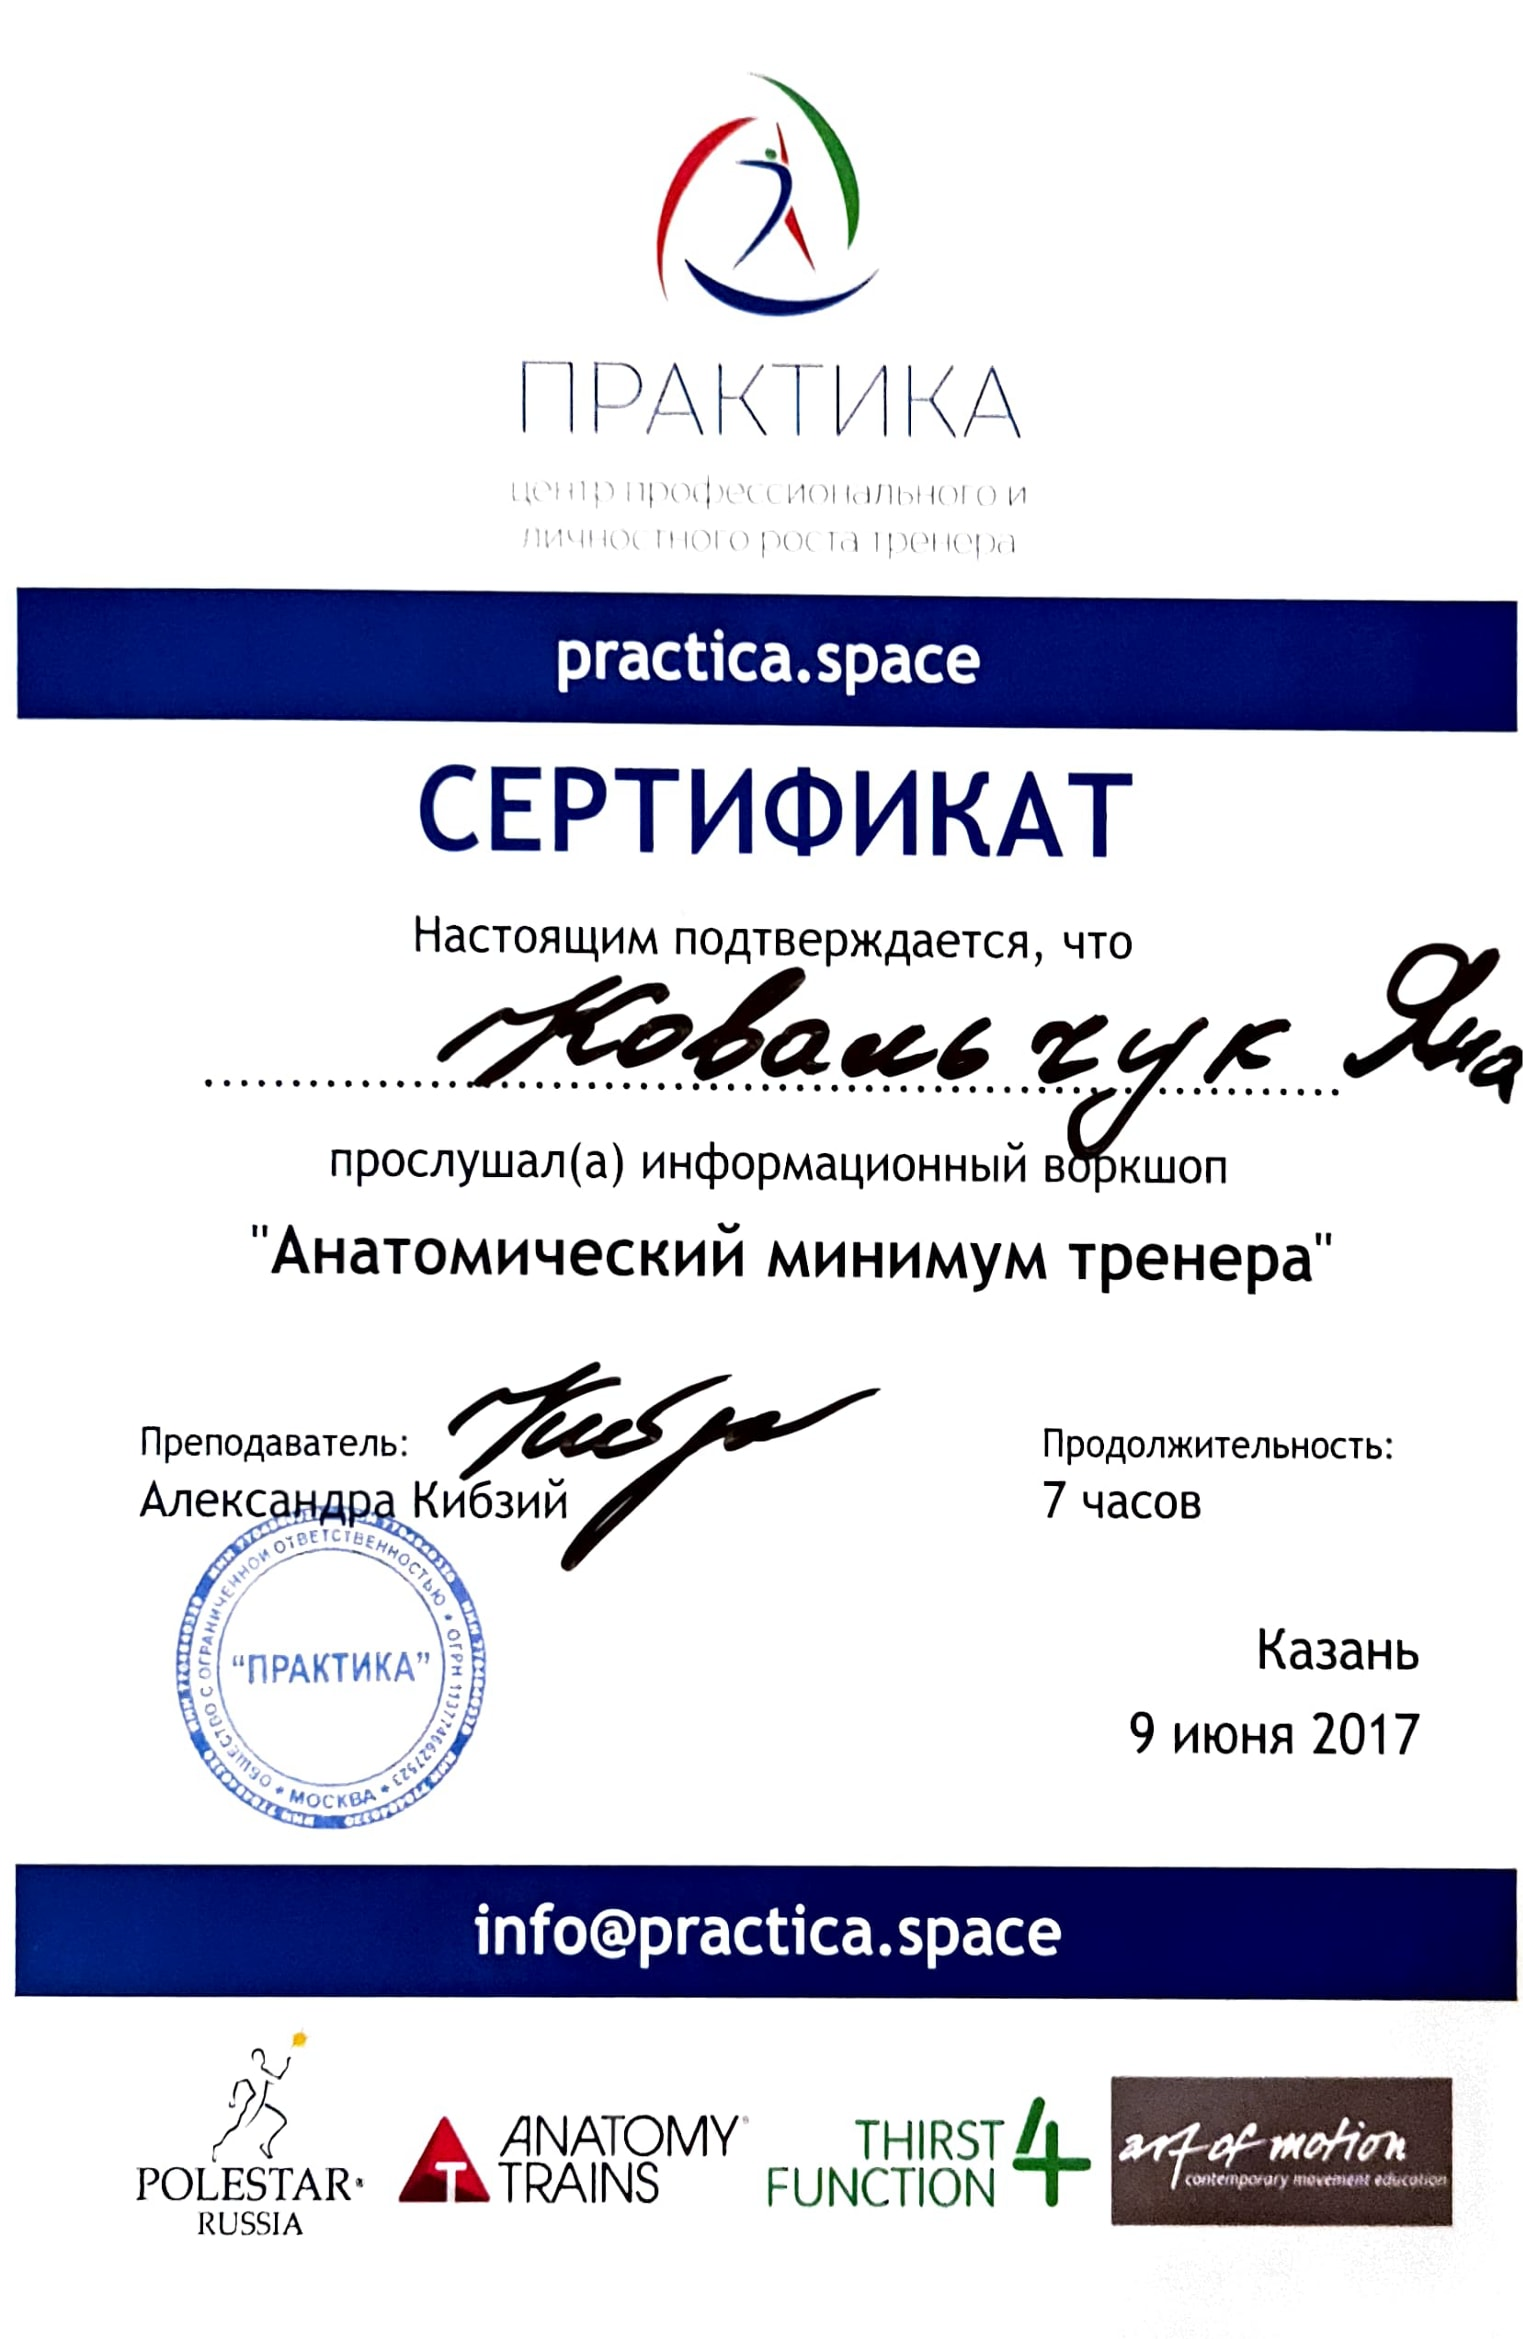 ПРАКТИКА
центр профессионального и
личностного роста тренера
practica.space
СЕРТИФИКАТ
Настоящим подтверждается, что
Ковальчук Яна
прослушал(а) информационный воркшоп
"Анатомический минимум тренера"
Преподаватель:
Александра Кибзий
Продолжительность:
7 часов
ОБЩЕСТВО С ОГРАНИЧЕННОЙ ОТВЕТСТВЕННОСТЬЮ * ОГРН 1137746627523
* МОСКВА *
“ПРАКТИКА”
Казань
9 июня 2017
info@practica.space
POLESTAR®
RUSSIA
ANATOMY®
TRAINS
THIRST 4
FUNCTION
art of motion
contemporary movement education